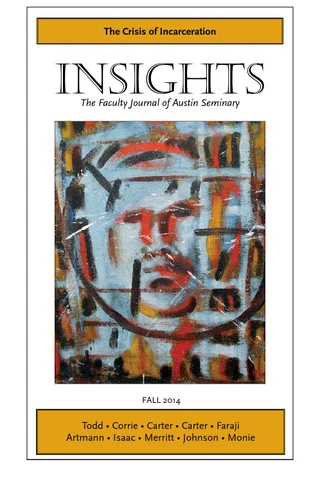 The Crisis of Incarceration
INSIGHTS
The Faculty Journal of Austin Seminary
FALL 2014
Todd • Corrie • Carter • Carter • Faraji
Artmann • Isaac • Merritt • Johnson • Monie